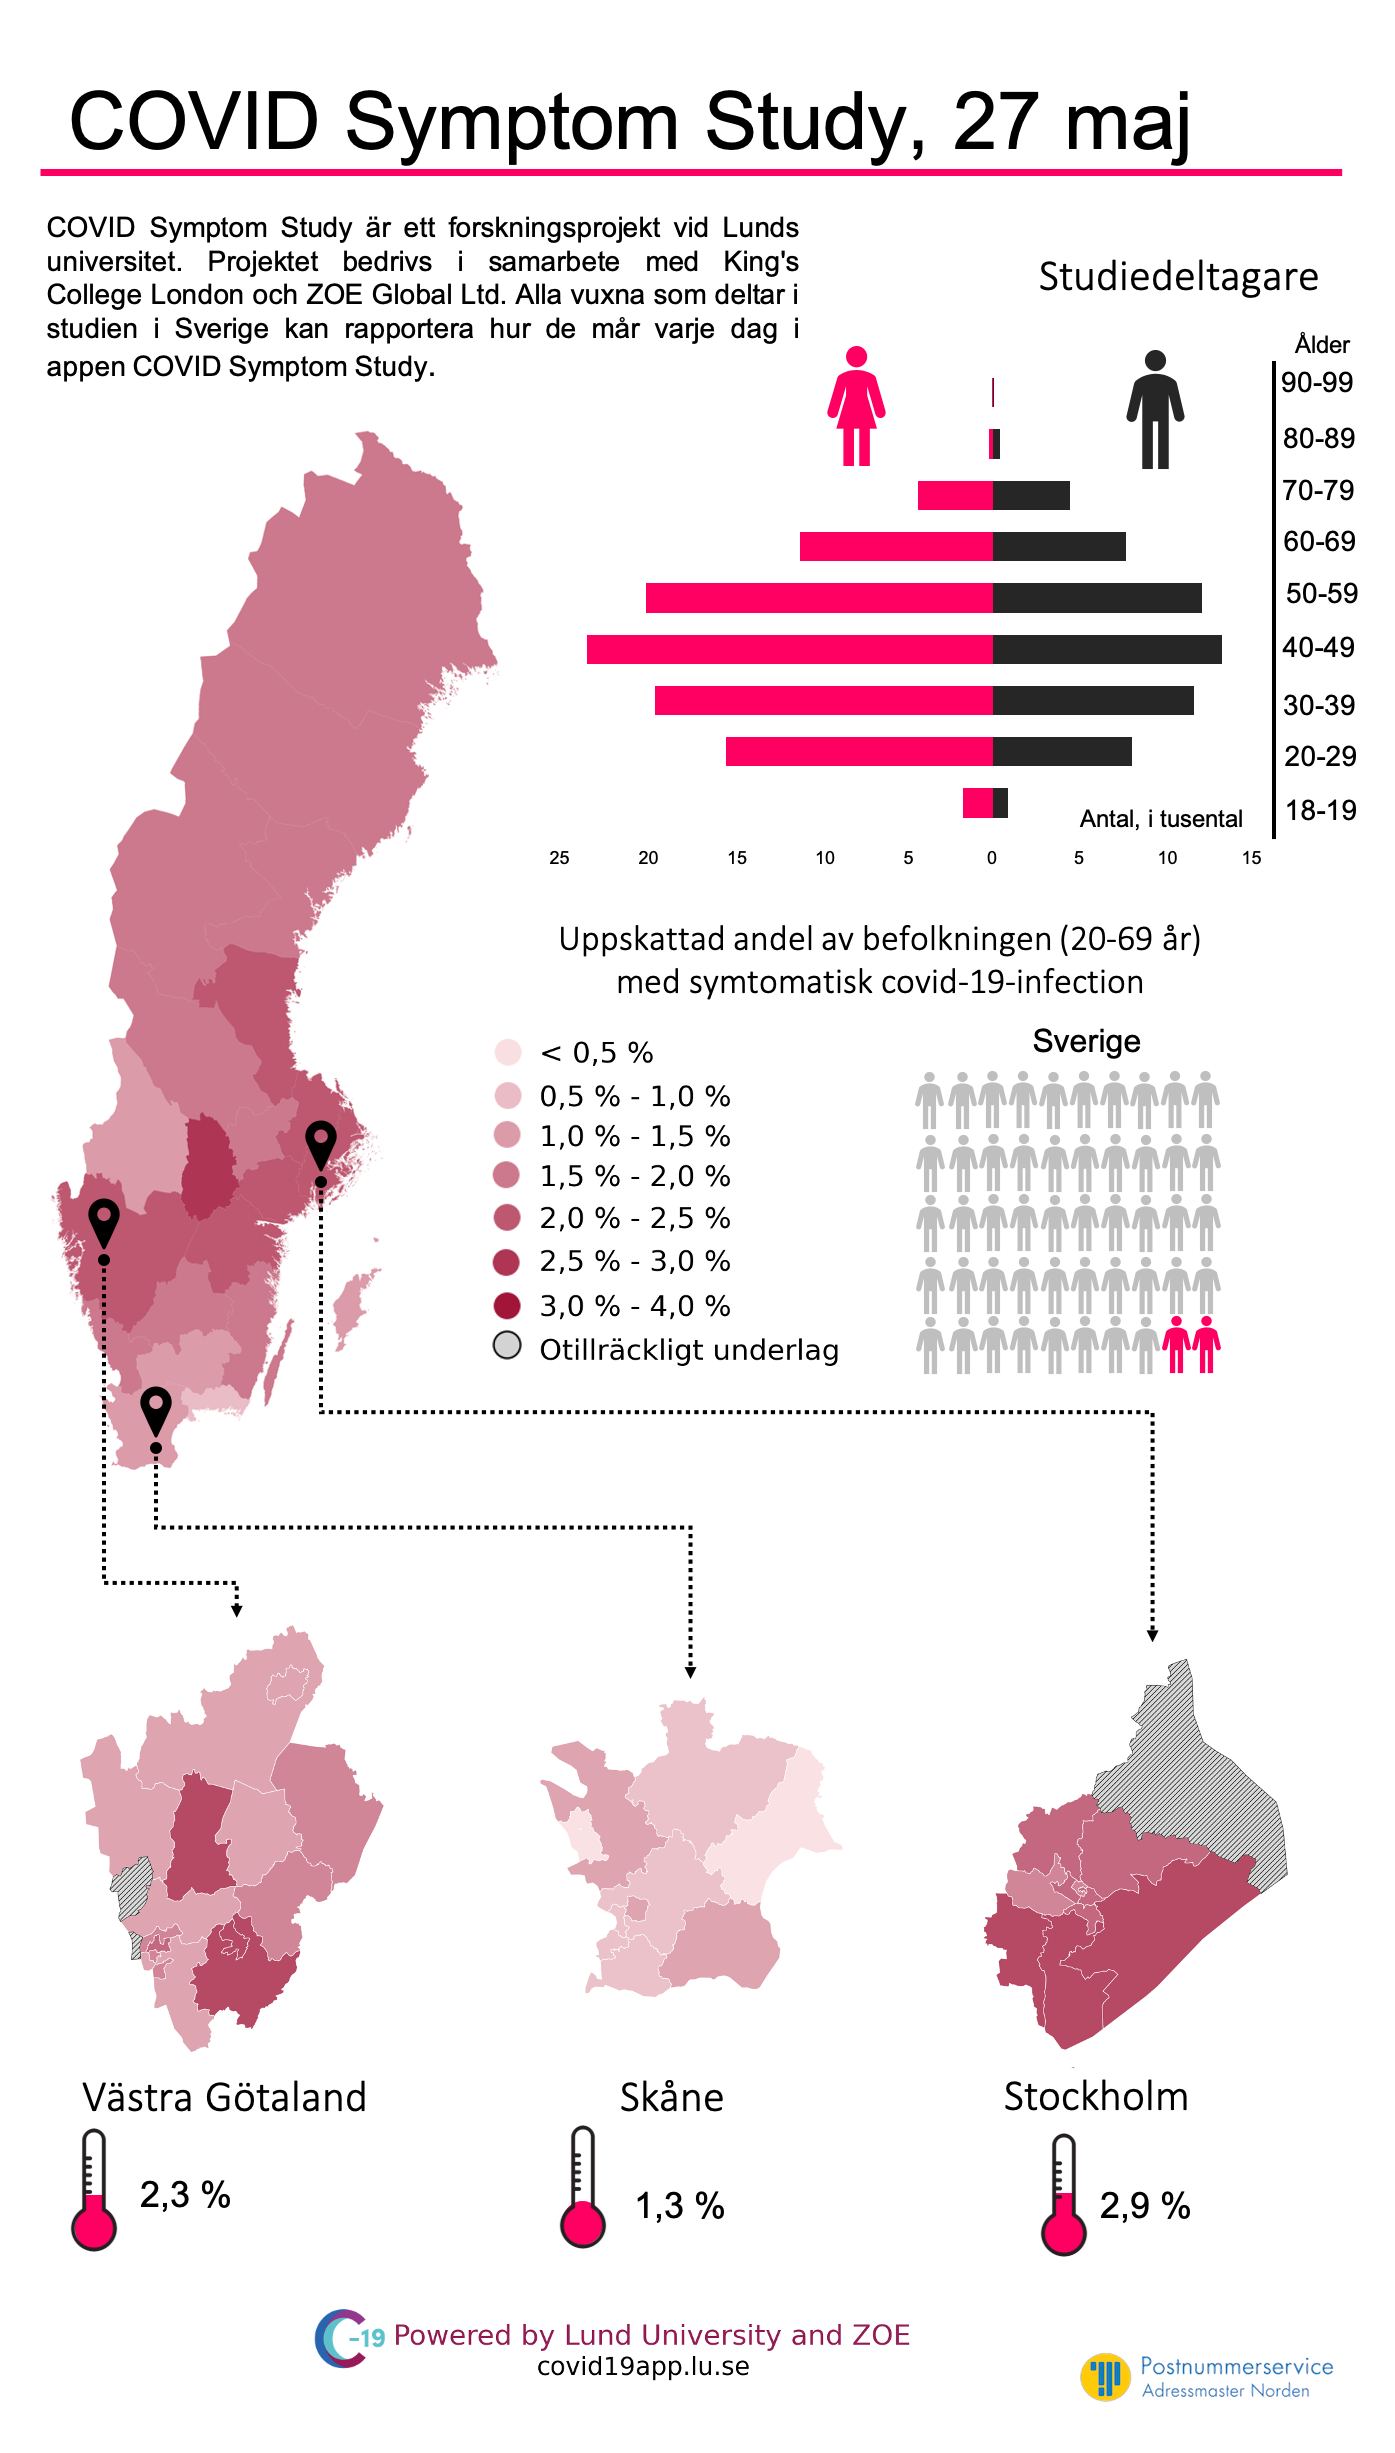 COVID Symptom Study, 27 maj
COVID Symptom Study är ett forskningsprojekt vid Lunds
universitet. Projektet bedrivs i samarbete med King's
College London och ZOE Global Ltd. Alla vuxna som deltar i
studien i Sverige kan rapportera hur de mår varje dag i
appen COVID Symptom Study.
Studiedeltagare
Ålder
90-99
80-89
70-79
60-69
50-59
40-49
30-39
20-29
18-19
Antal, i tusental
25 20 15 10 5 0 5 10 15
Uppskattad andel av befolkningen (20-69 år)
med symtomatisk covid-19-infection
Sverige
< 0,5 %
0,5 % - 1,0 %
1,0 % - 1,5 %
1,5 % - 2,0 %
2,0 % - 2,5 %
2,5 % - 3,0 %
3,0 % - 4,0 %
Otillräckligt underlag
Västra Götaland
2,3 %
Skåne
1,3 %
Stockholm
2,9 %
C-19 Powered by Lund University and ZOE
covid19app.lu.se
Postnummerservice
Adressmaster Norden